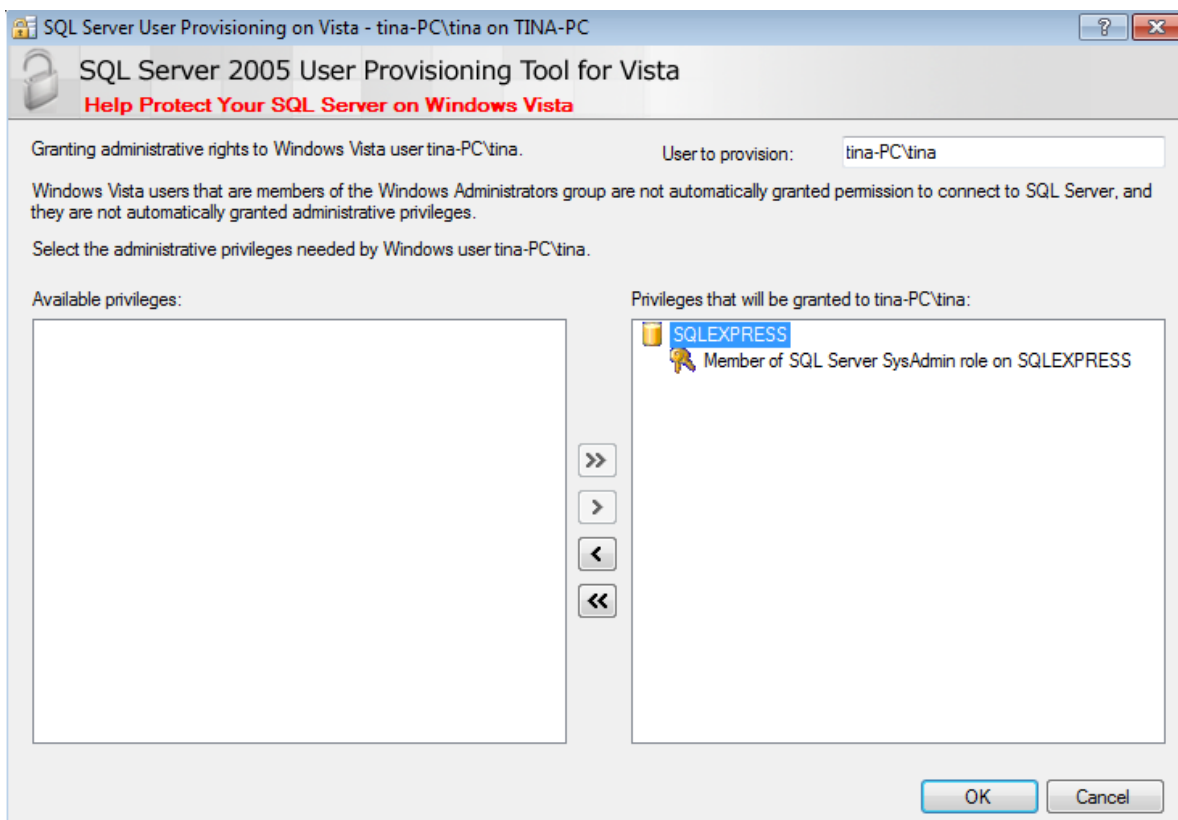 SQL Server User Provisioning on Vista - tina-PC\tina on TINA-PC
SQL Server 2005 User Provisioning Tool for Vista
Help Protect Your SQL Server on Windows Vista
Granting administrative rights to Windows Vista user tina-PC\tina.
User to provision:
tina-PC\tina
Windows Vista users that are members of the Windows Administrators group are not automatically granted permission to connect to SQL Server, and
they are not automatically granted administrative privileges.
Select the administrative privileges needed by Windows user tina-PC\tina.
Available privileges:
Privileges that will be granted to tina-PC\tina:
SQLEXPRESS
Member of SQL Server SysAdmin role on SQLEXPRESS
>>
>
<
<<
OK
Cancel